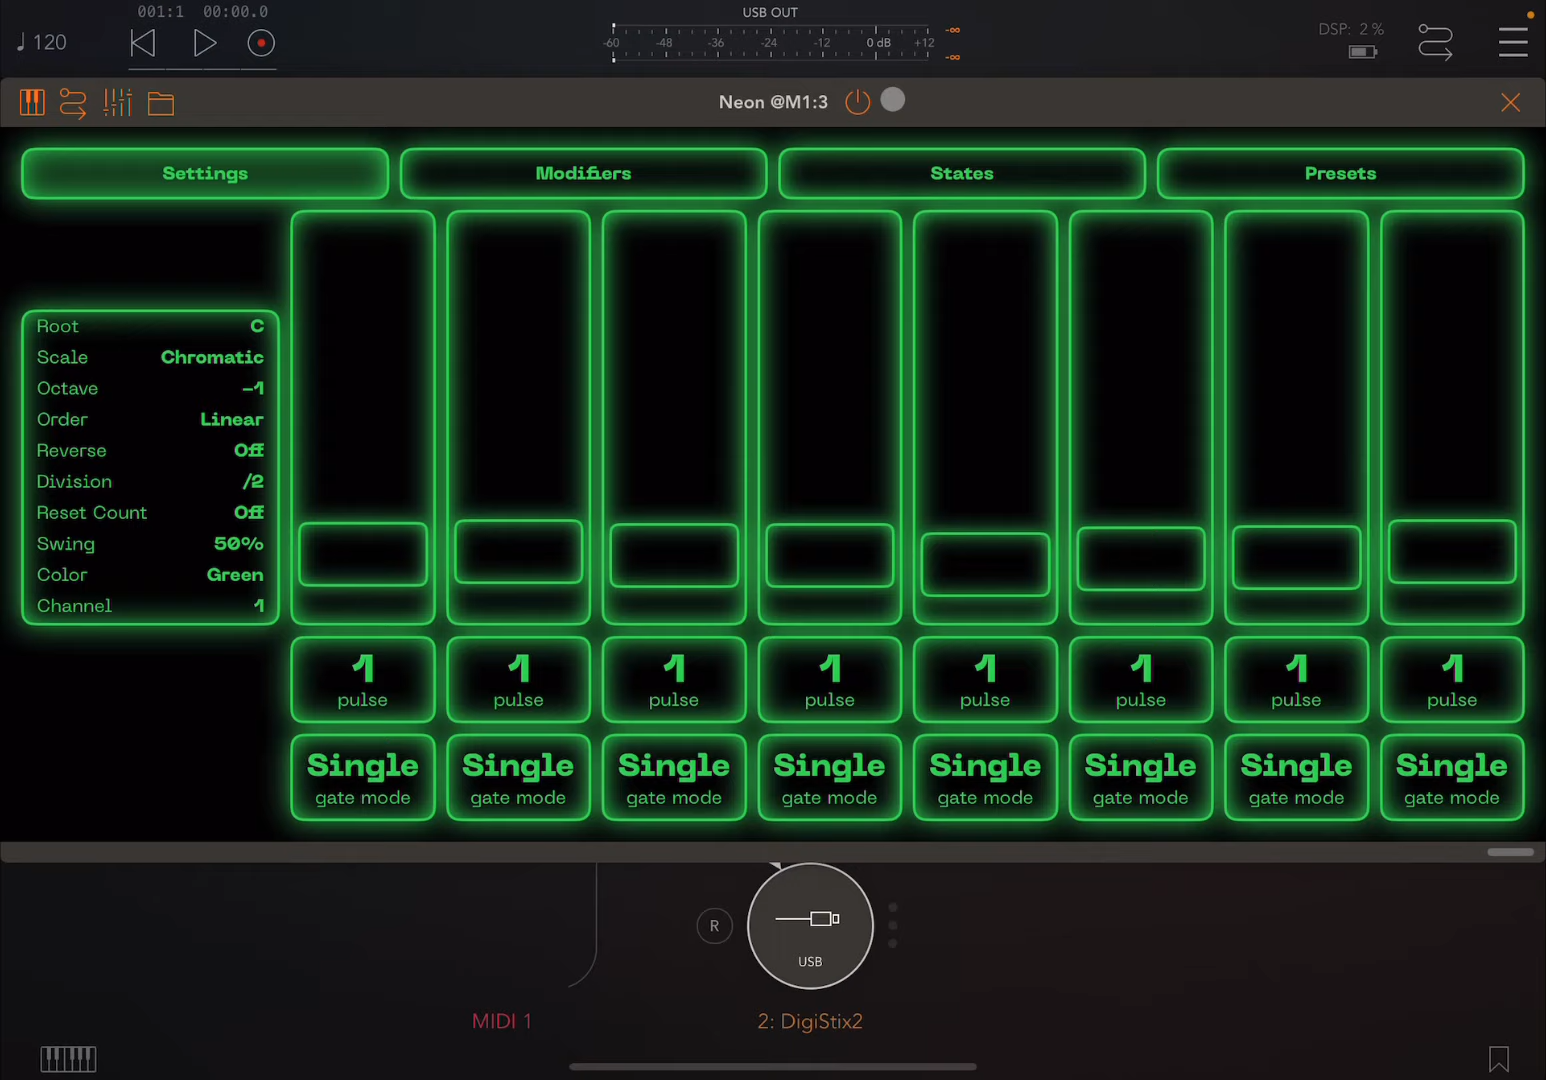 001:1 00:00.0
120
USB OUT
-60 -48 -36 -24 -12 0 dB +12
-∞
-∞
DSP: 2 %
Neon @M1:3
Settings Modifiers States Presets
Root C
Scale Chromatic
Octave -1
Order Linear
Reverse Off
Division /2
Reset Count Off
Swing 50%
Color Green
Channel 1
1 1 1 1 1 1 1 1
pulse pulse pulse pulse pulse pulse pulse pulse
Single Single Single Single Single Single Single Single
gate mode gate mode gate mode gate mode gate mode gate mode gate mode gate mode
R
USB
MIDI 1
2: DigiStix2